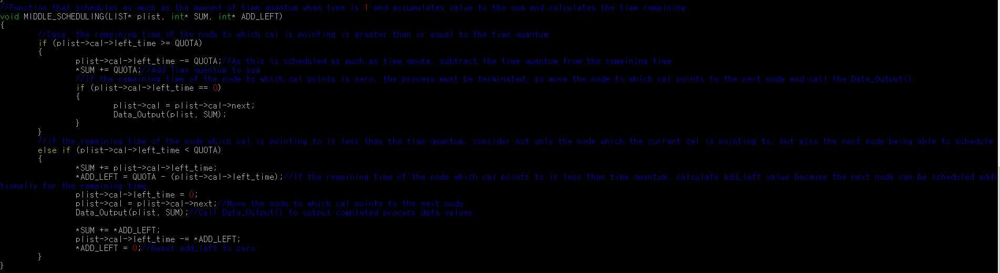 //Function that schedules as much as the amount of time quantum when type is 1 and accumulates value to the sum and calculates the time remaining.
void MIDDLE_SCHEDULING(LIST* plist, int* SUM, int* ADD_LEFT)
{
//Case :the remaining time of the node to which cal is pointing is greater than or equal to the time quantum
if (plist->cal->left_time >= QUOTA)
{
plist->cal->left_time -= QUOTA;//As this is scheduled as much as time quota, subtract the time quantum from the remaining time
*SUM += QUOTA;//Add Time quantum to sum
//If the remaining time of the node to which cal points is zero, the process must be terminated, so move the node to which cal points to the next node and call the Data_Output()
if (plist->cal->left_time == 0)
{
plist->cal = plist->cal->next;
Data_Output(plist, SUM);
}
}
//If the remaining time of the node which cal is pointing to is less than the time quantum, consider not only the node which the current cal is pointing to, but also the next node being able to schedule
else if (plist->cal->left_time < QUOTA)
{
*SUM += plist->cal->left_time;
*ADD_LEFT = QUOTA - (plist->cal->left_time);//If the remaining time of the node which cal points to is less than time quantum, calculate add_left value because the next node can be scheduled addi
tionally for the remaining time
plist->cal->left_time = 0;
plist->cal = plist->cal->next;//Move the node to which cal points to the next node
Data_Output(plist, SUM);//Call Data_Output() to output completed process data values
*SUM += *ADD_LEFT;
plist->cal->left_time -= *ADD_LEFT;
*ADD_LEFT = 0;//Reset add_left to zero
}
}